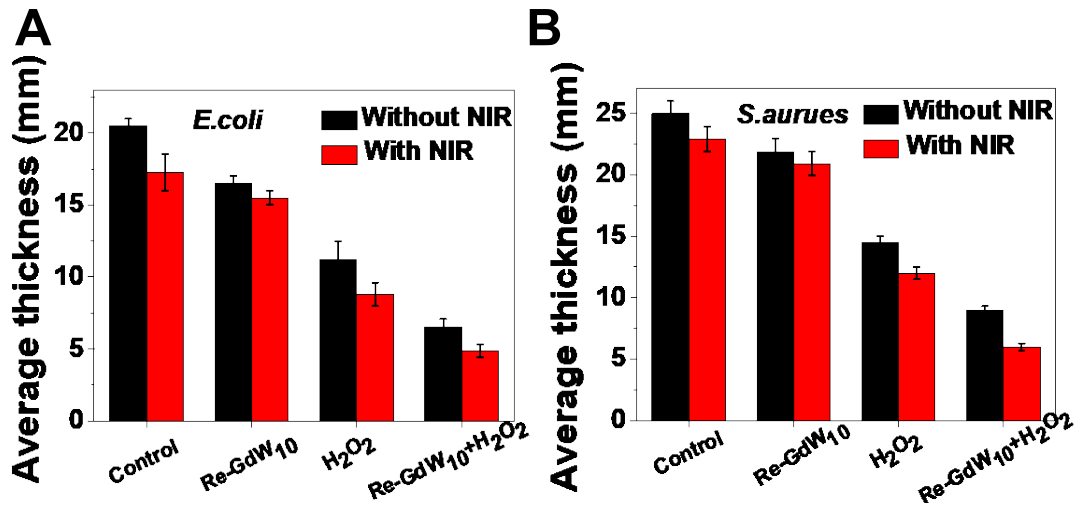 A
Average thickness (mm)
20
15
10
5
0
E.coli
Without NIR
With NIR
Control
Re-GdW₁₀
H₂O₂
Re-GdW₁₀+H₂O₂
B
Average thickness (mm)
25
20
15
10
5
0
S.aurues
Without NIR
With NIR
Control
Re-GdW₁₀
H₂O₂
Re-GdW₁₀+H₂O₂